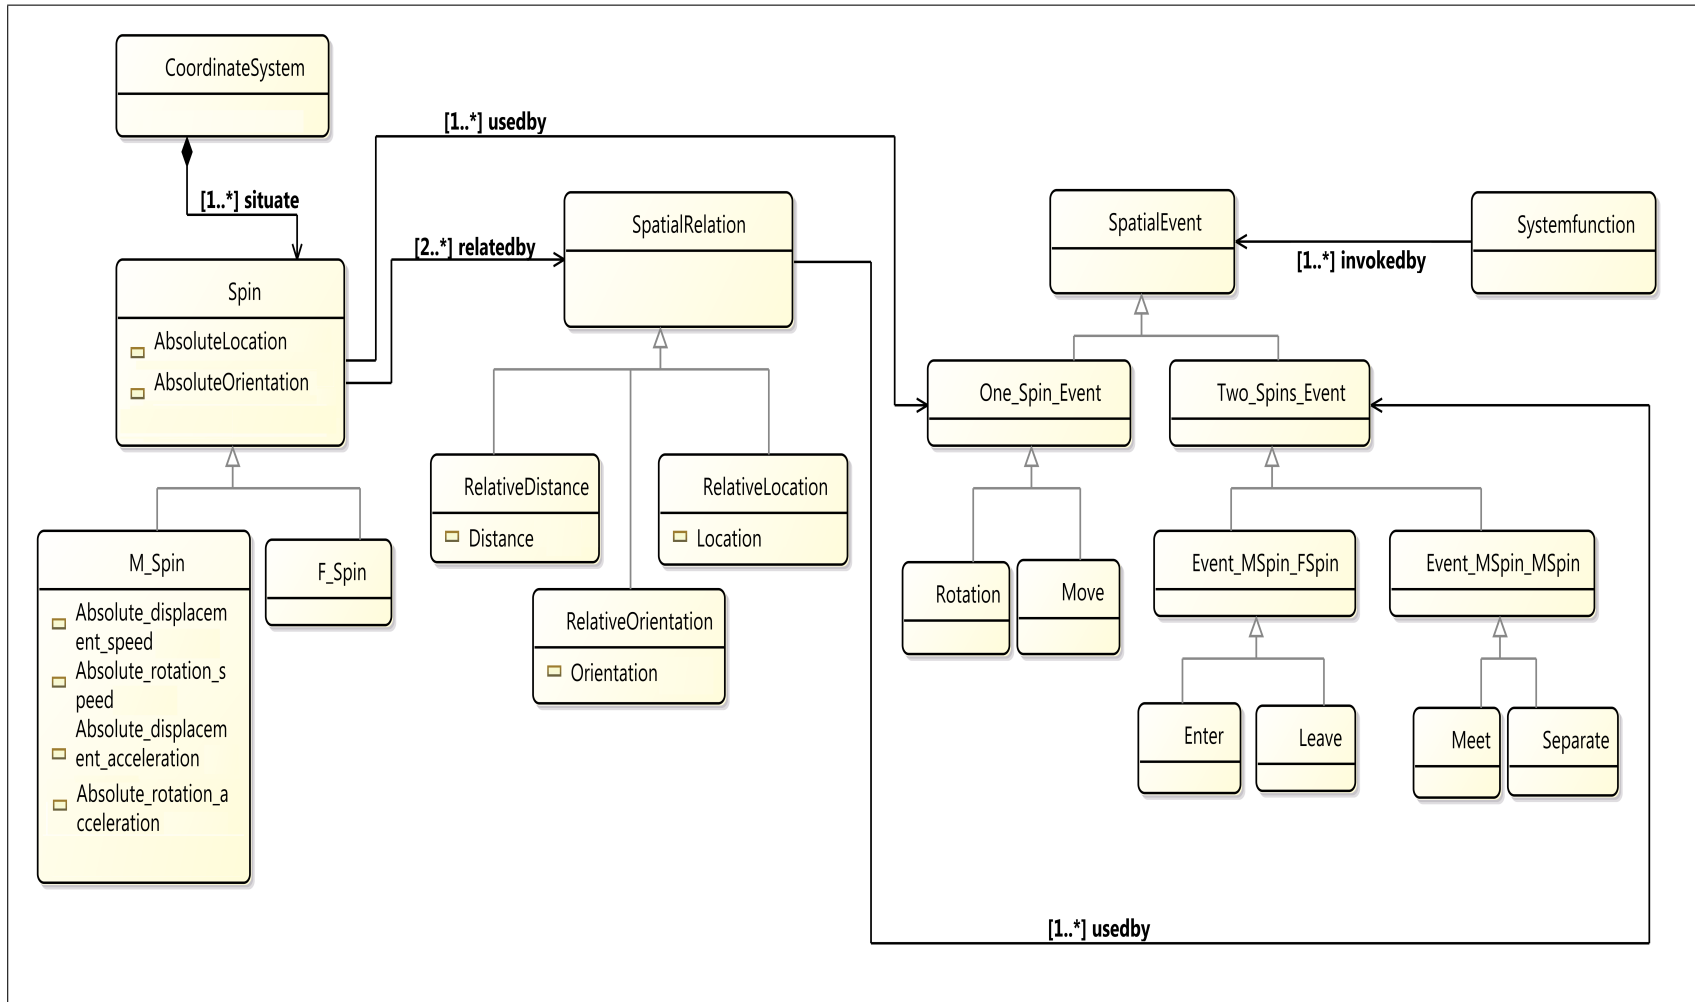 CoordinateSystem
[1..*] usedby
[1..*] situate
SpatialRelation
SpatialEvent
Systemfunction
[2..*] relatedby
[1..*] invokedby
Spin
AbsoluteLocation
AbsoluteOrientation
One_Spin_Event
Two_Spins_Event
RelativeDistance
Distance
RelativeLocation
Location
M_Spin
Absolute_displacem
ent_speed
Absolute_rotation_s
peed
Absolute_displacem
ent_acceleration
Absolute_rotation_a
cceleration
F_Spin
RelativeOrientation
Orientation
Rotation
Move
Event_MSpin_FSpin
Event_MSpin_MSpin
Enter
Leave
Meet
Separate
[1..*] usedby